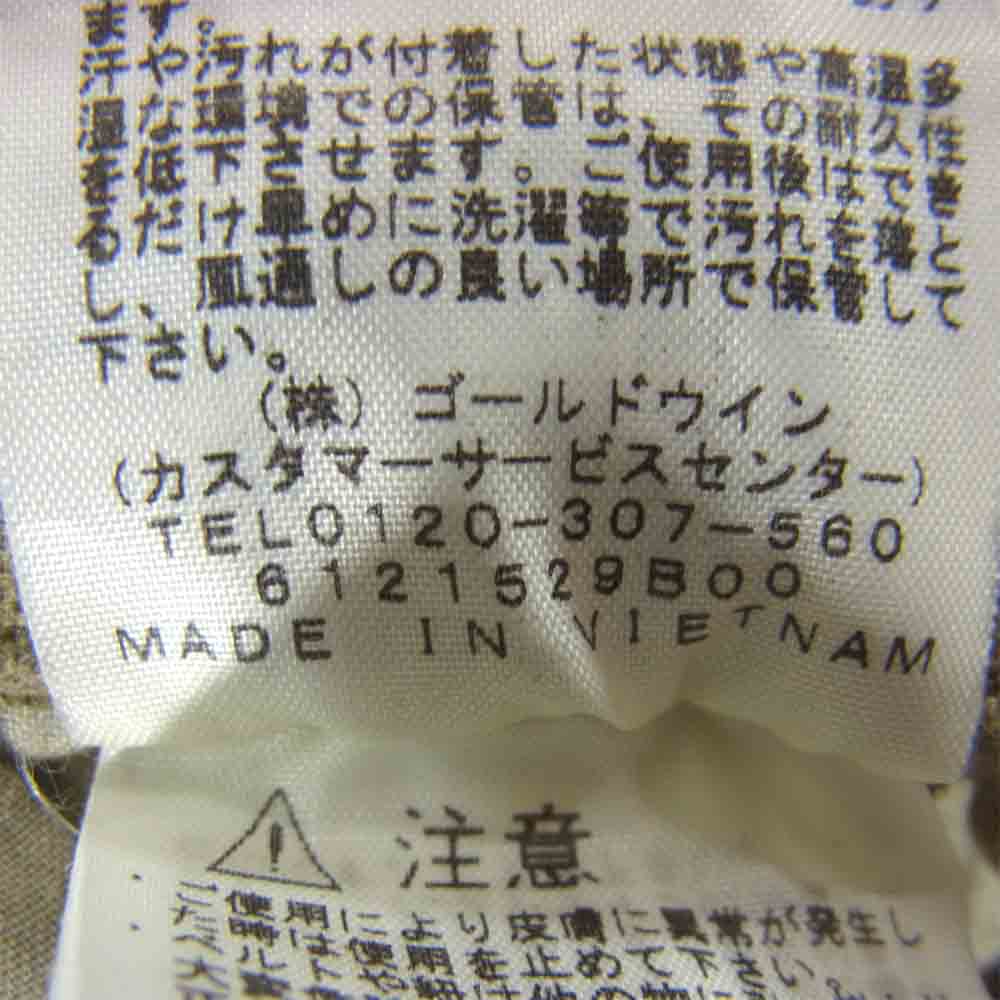 ます。
汗や汚れが付着した状態や高温多
湿な環境での保管は、その耐久性
を低下させます。ご使用後はできる
だけ早めに洗濯等で汚れを落と
し、風通しの良い場所で保管して
下さい。
(株) ゴールドウイン
(カスタマーサービスセンター)
TEL0120-307-560
6121529B00
MADE IN VIETNAM
注意
使用により皮膚に異常が発生し
時は使用を止めて下さい。